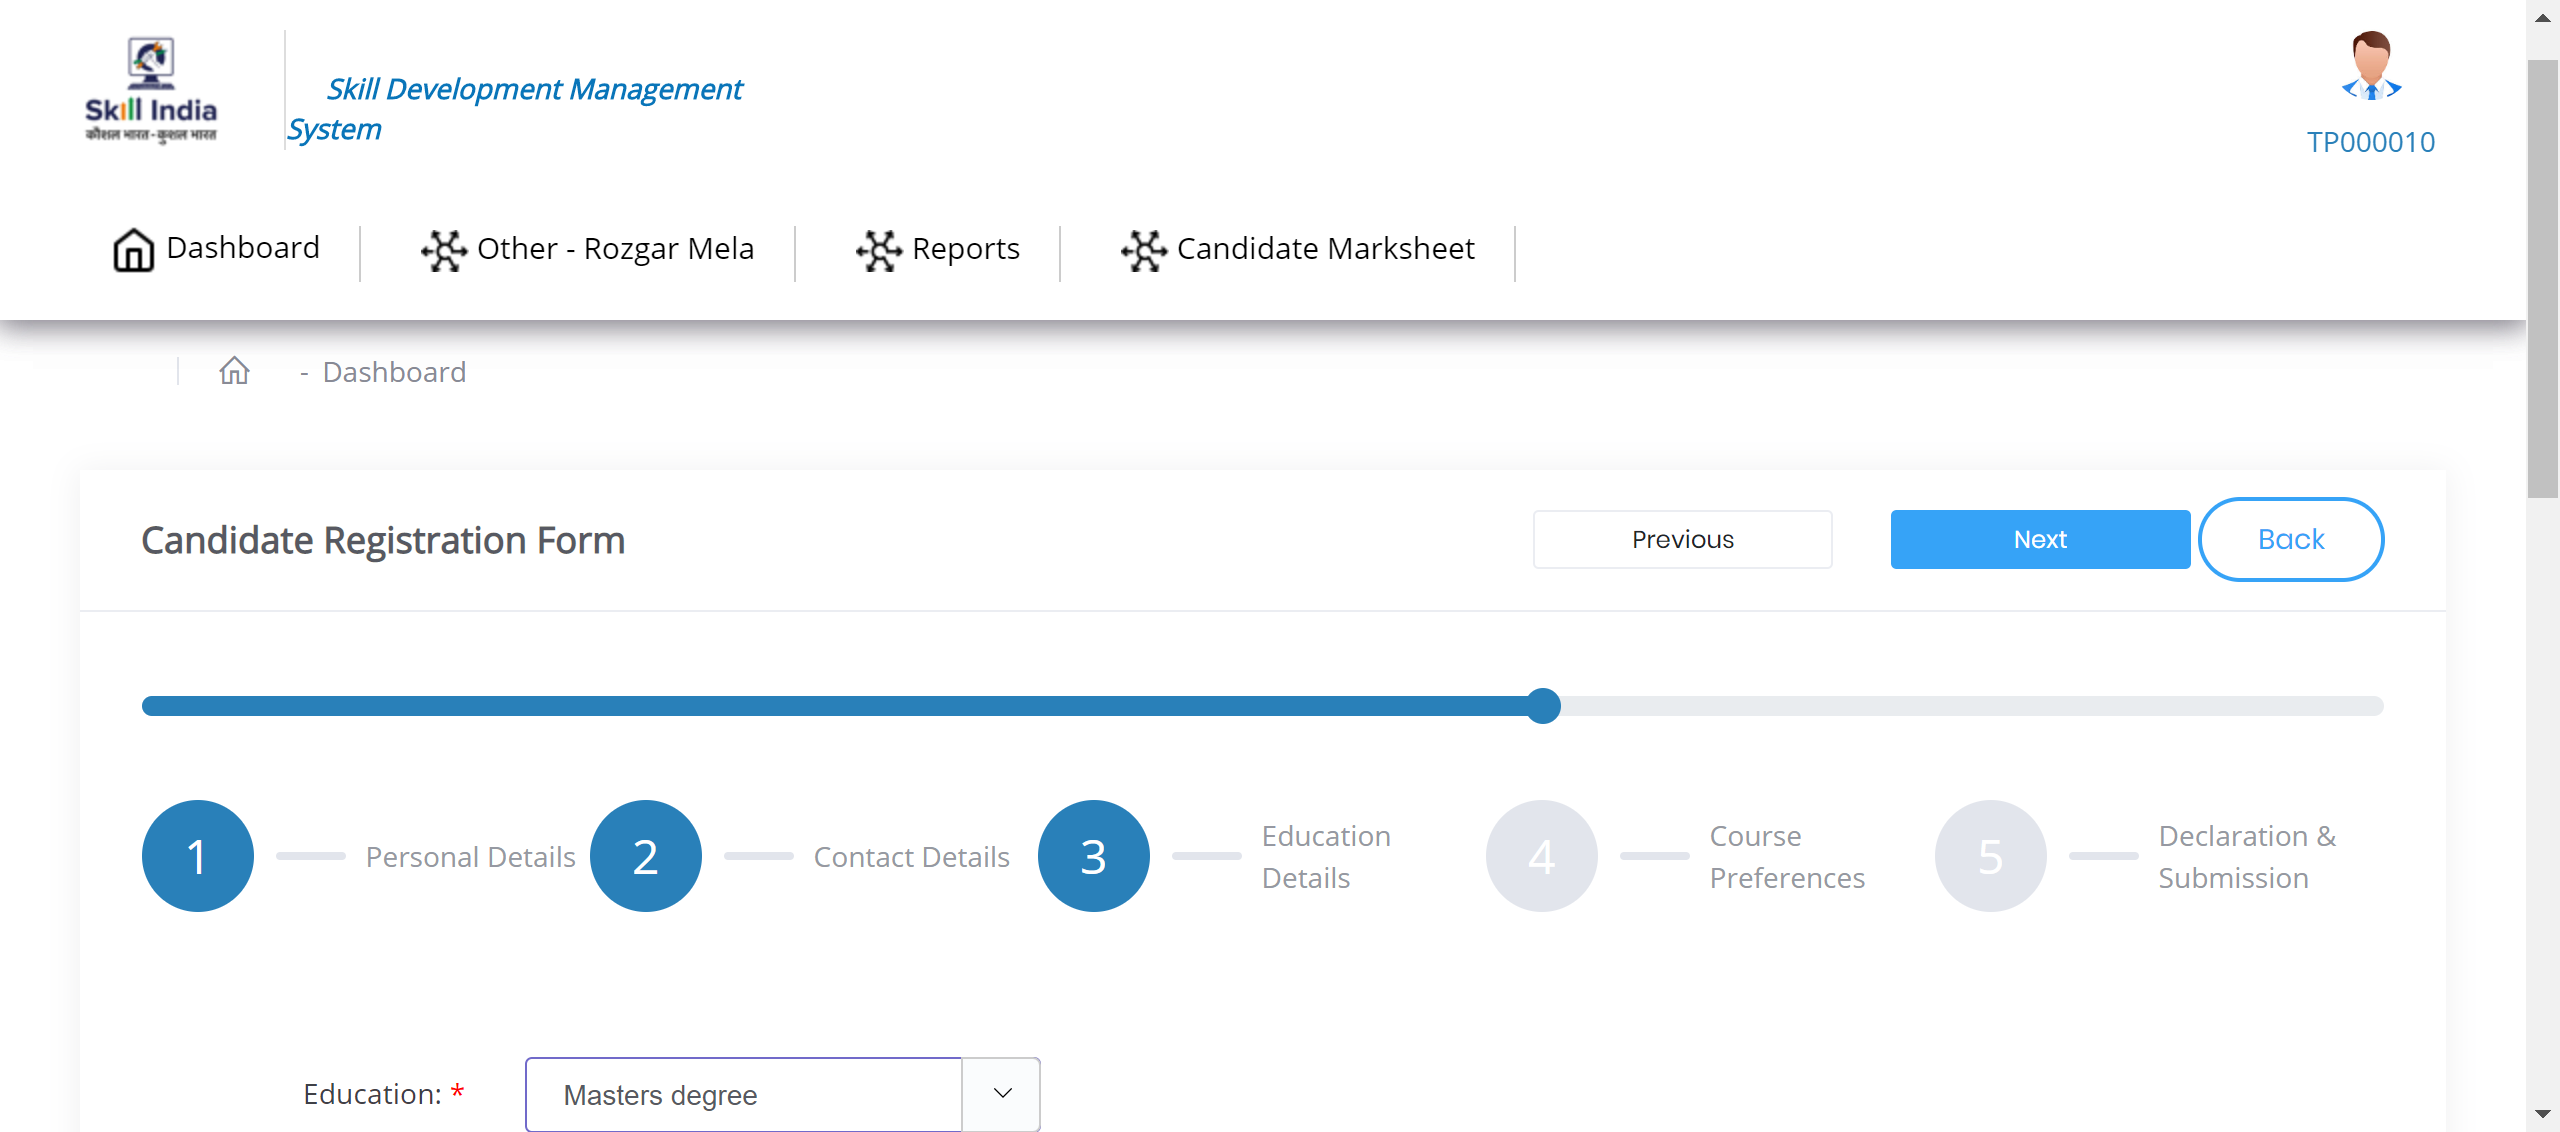 Skill India
कौशल भारत-कुशल भारत
Skill Development Management
System
TP000010
Dashboard
Other - Rozgar Mela
Reports
Candidate Marksheet
- Dashboard
Candidate Registration Form
Previous
Next
Back
1
Personal Details
2
Contact Details
3
Education
Details
4
Course
Preferences
5
Declaration &
Submission
Education: *
Masters degree